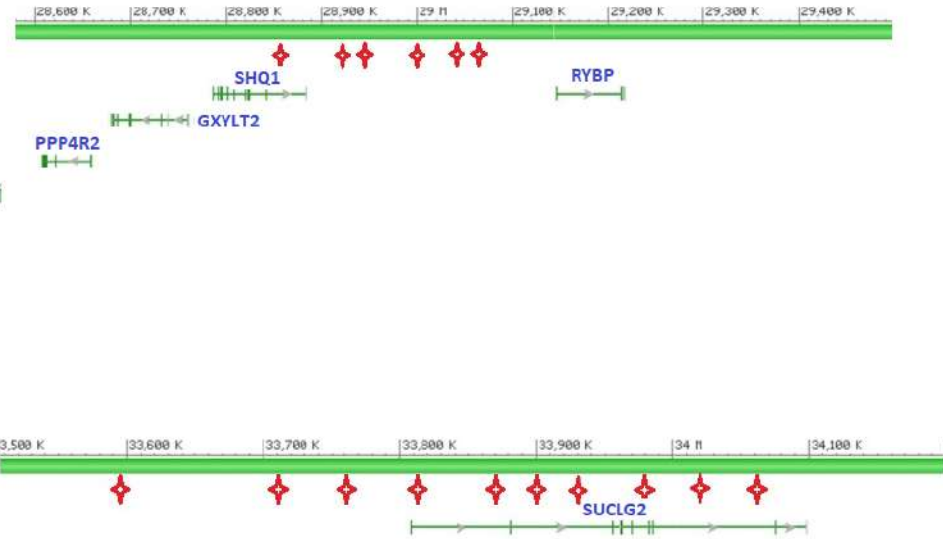 28,600 K 28,700 K 28,800 K 28,900 K 29 M 29,100 K 29,200 K 29,300 K 29,400 K
SHQ1 RYBP
GXYLT2
PPP4R2
3,500 K 33,600 K 33,700 K 33,800 K 33,900 K 34 M 34,100 K
SUCLG2